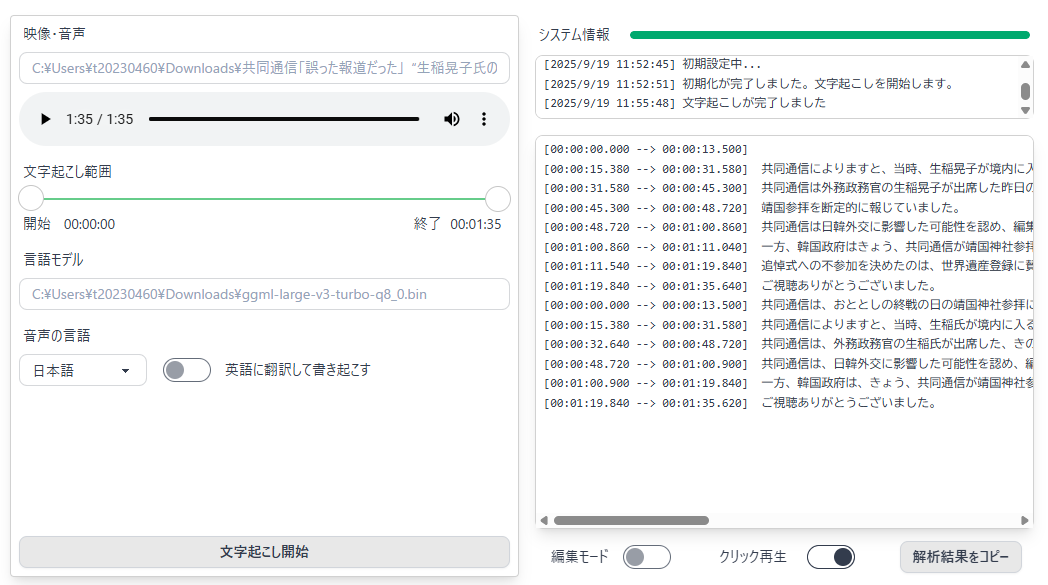 映像・音声
C:¥Users¥t20230460¥Downloads¥共同通信「誤った報道だった」 “生稲晃子氏の
1:35 / 1:35
文字起こし範囲
開始 00:00:00
終了 00:01:35
言語モデル
C:¥Users¥t20230460¥Downloads¥ggml-large-v3-turbo-q8_0.bin
音声の言語
日本語
英語に翻訳して書き起こす
文字起こし開始
システム情報
[2025/9/19 11:52:45] 初期設定中...
[2025/9/19 11:52:51] 初期化が完了しました。文字起こしを開始します。
[2025/9/19 11:55:48] 文字起こしが完了しました
[00:00:00.000 --> 00:00:13.500]
[00:00:15.380 --> 00:00:31.580] 共同通信によりますと、当時、生稲晃子が境内に入
[00:00:31.580 --> 00:00:45.300] 共同通信は外務政務官の生稲晃子が出席した昨日の
[00:00:45.300 --> 00:00:48.720] 靖国参拝を断定的に報じていました。
[00:00:48.720 --> 00:01:00.860] 共同通信は日韓外交に影響した可能性を認め、編集
[00:01:00.860 --> 00:01:11.040] 一方、韓国政府はきょう、共同通信が靖国神社参拝
[00:01:11.540 --> 00:01:19.840] 追悼式への不参加を決めたのは、世界遺産登録に賛
[00:01:19.840 --> 00:01:35.640] ご視聴ありがとうございました。
[00:00:00.000 --> 00:00:13.500] 共同通信は、おととしの終戦の日の靖国神社参拝に
[00:00:15.380 --> 00:00:31.580] 共同通信によりますと、当時、生稲氏が境内に入る
[00:00:32.640 --> 00:00:48.720] 共同通信は、外務政務官の生稲氏が出席した、きの
[00:00:48.720 --> 00:01:00.900] 共同通信は、日韓外交に影響した可能性を認め、編
[00:01:00.900 --> 00:01:19.840] 一方、韓国政府は、きょう、共同通信が靖国神社参
[00:01:19.840 --> 00:01:35.620] ご視聴ありがとうございました。
編集モード
クリック再生
解析結果をコピー